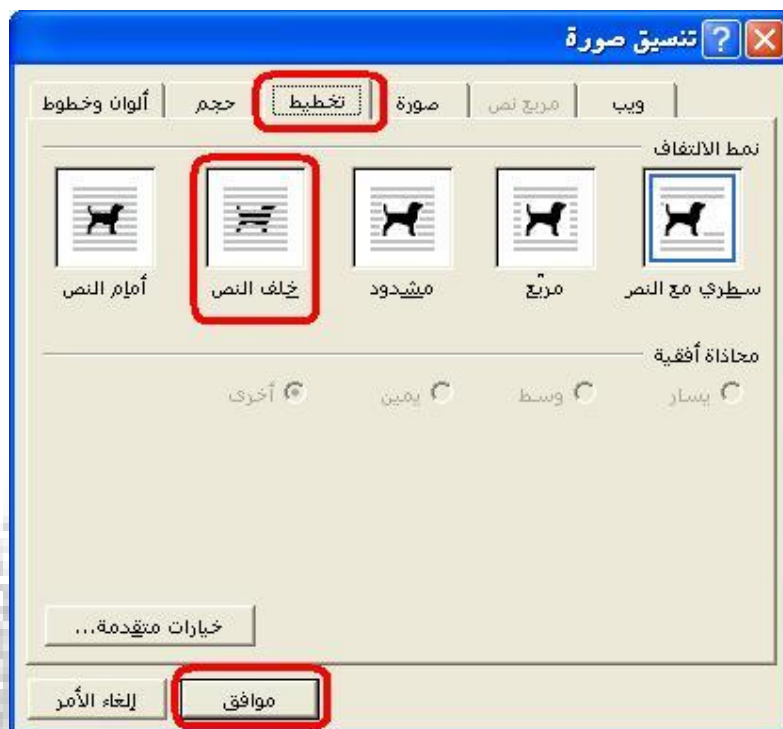 تنسيق صورة
ألوان وخطوط حجم تخطيط صورة مربع نص ويب
نمط الالتفاف
سطري مع النص مربّع مشدود خلف النص أمام النص
محاذاة أفقية
يسار وسط يمين أخرى
خيارات متقدمة...
موافق إلغاء الأمر